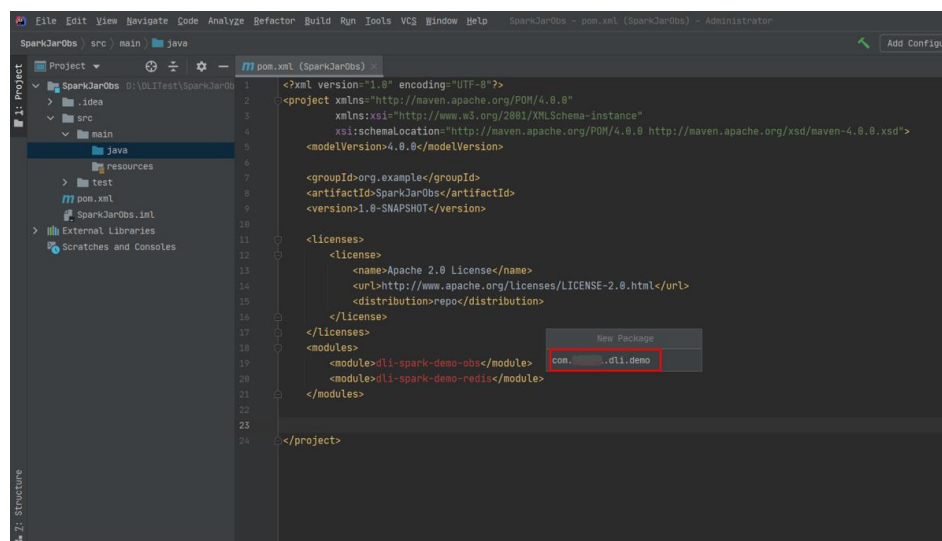 File Edit View Navigate Code Analyze Refactor Build Run Tools VCS Window Help SparkJarObs - pom.xml (SparkJarObs) - Administrator
SparkJarObs src main java Add Configu
1: Project
Project
SparkJarObs D:\DLITest\SparkJarOb
.idea
src
main
java
resources
test
pom.xml
SparkJarObs.iml
External Libraries
Scratches and Consoles
pom.xml (SparkJarObs)
1 <?xml version="1.0" encoding="UTF-8"?>
2 <project xmlns="http://maven.apache.org/POM/4.0.0"
3 xmlns:xsi="http://www.w3.org/2001/XMLSchema-instance"
4 xsi:schemaLocation="http://maven.apache.org/POM/4.0.0 http://maven.apache.org/xsd/maven-4.0.0.xsd">
5 <modelVersion>4.0.0</modelVersion>
6
7 <groupId>org.example</groupId>
8 <artifactId>SparkJarObs</artifactId>
9 <version>1.0-SNAPSHOT</version>
10
11 <licenses>
12 <license>
13 <name>Apache 2.0 License</name>
14 <url>http://www.apache.org/licenses/LICENSE-2.0.html</url>
15 <distribution>repo</distribution>
16 </license>
17 </licenses>
18 <modules>
19 <module>dli-spark-demo-obs</module>
20 <module>dli-spark-demo-redis</module>
21 </modules>
22
23
24 </project>
New Package
com. .dli.demo
Z: Structure